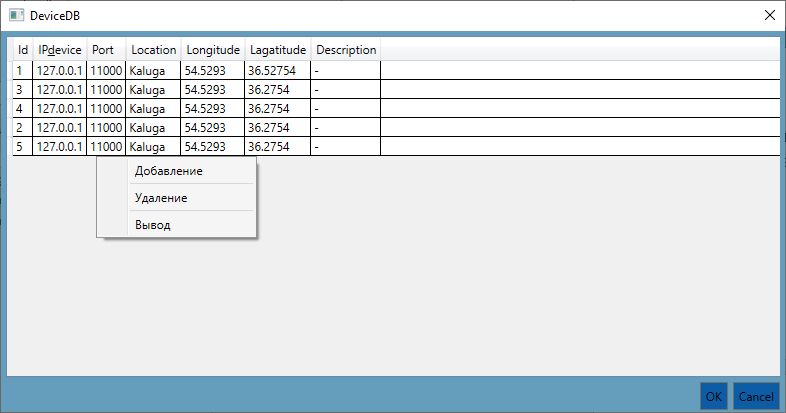 DeviceDB
Id IPdevice Port Location Longitude Lagatitude Description
1 127.0.0.1 11000 Kaluga 54.5293 36.52754 -
3 127.0.0.1 11000 Kaluga 54.5293 36.2754 -
4 127.0.0.1 11000 Kaluga 54.5293 36.2754 -
2 127.0.0.1 11000 Kaluga 54.5293 36.2754 -
5 127.0.0.1 11000 Kaluga 54.5293 36.2754 -
Добавление
Удаление
Вывод
OK Cancel